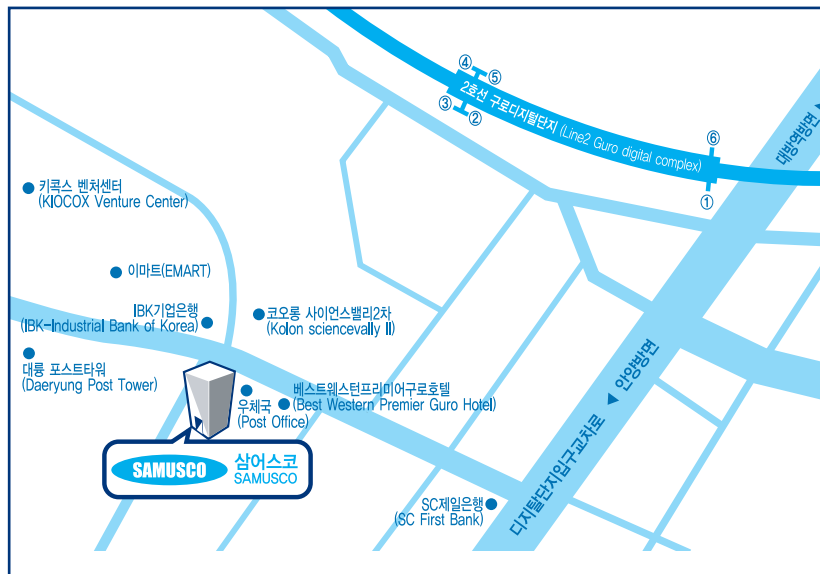 ④
⑤
③
②
2호선 구로디지털단지 (Line2 Guro digital complex)
⑥
①
대방역방면 ▶
키콕스 벤처센터
(KIOCOX Venture Center)
이마트(EMART)
IBK기업은행
(IBK-Industrial Bank of Korea)
코오롱 사이언스밸리2차
(Kolon sciencevally II)
대륭 포스트타워
(Daeryung Post Tower)
우체국
(Post Office)
베스트웨스턴프리미어구로호텔
(Best Western Premier Guro Hotel)
SAMUSCO
삼어스코
SAMUSCO
SC제일은행
(SC First Bank)
디지탈단지입구교차로
◀ 안양방면